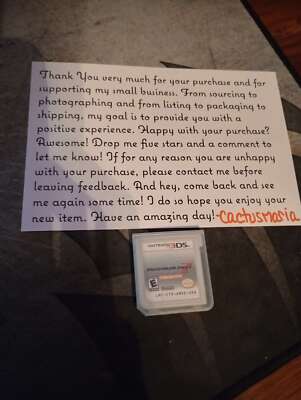 Thank You very much for your purchase and for
supporting my small business. From sourcing to
photographing and from listing to packaging to
shipping, my goal is to provide you with a
positive experience. Happy with your purchase?
Awesome! Drop me five stars and a comment to
let me know! If for any reason you are unhappy
with your purchase, please contact me before
leaving feedback. And hey, come back and see
me again some time! I do so hope you enjoy your
new item. Have an amazing day!-Cactusmaria
NINTENDO 3DS
E